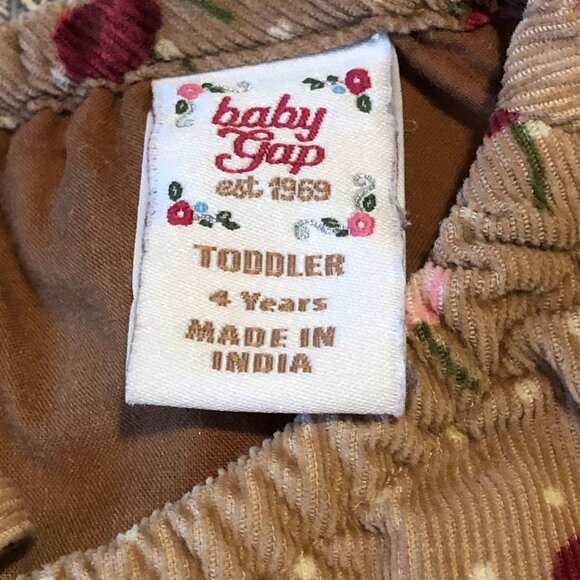 baby
Gap
est 1969
TODDLER
4 Years
MADE IN
INDIA